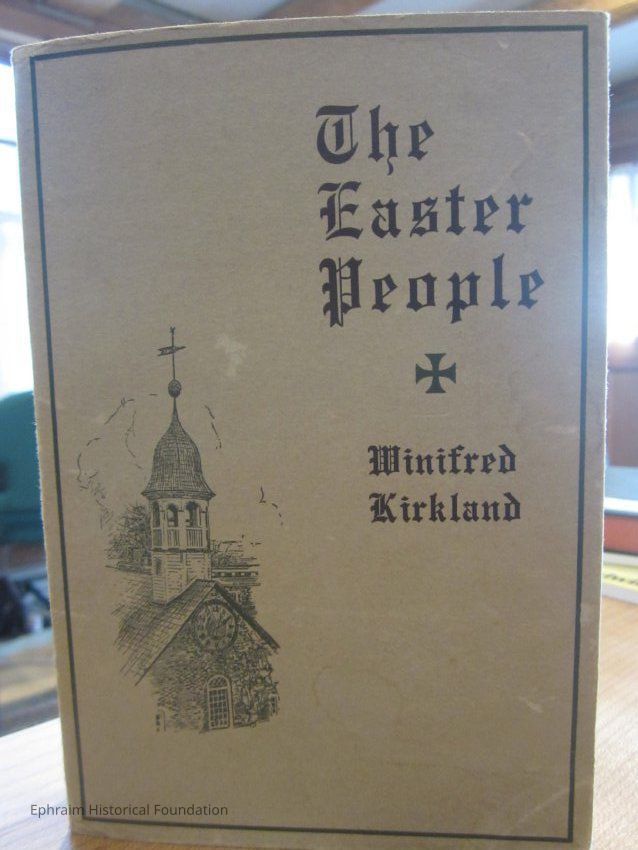 The
Easter
People
Winifred
Kirkland
Ephraim Historical Foundation